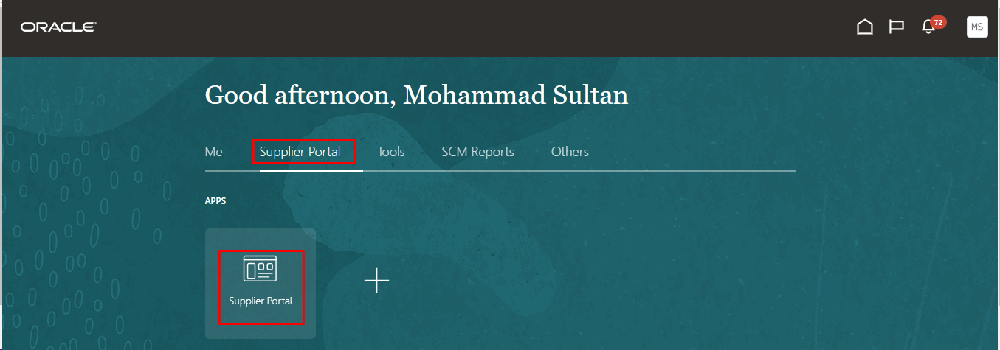 ORACLE
72
MS
Good afternoon, Mohammad Sultan
Me Supplier Portal Tools SCM Reports Others
APPS
Supplier Portal